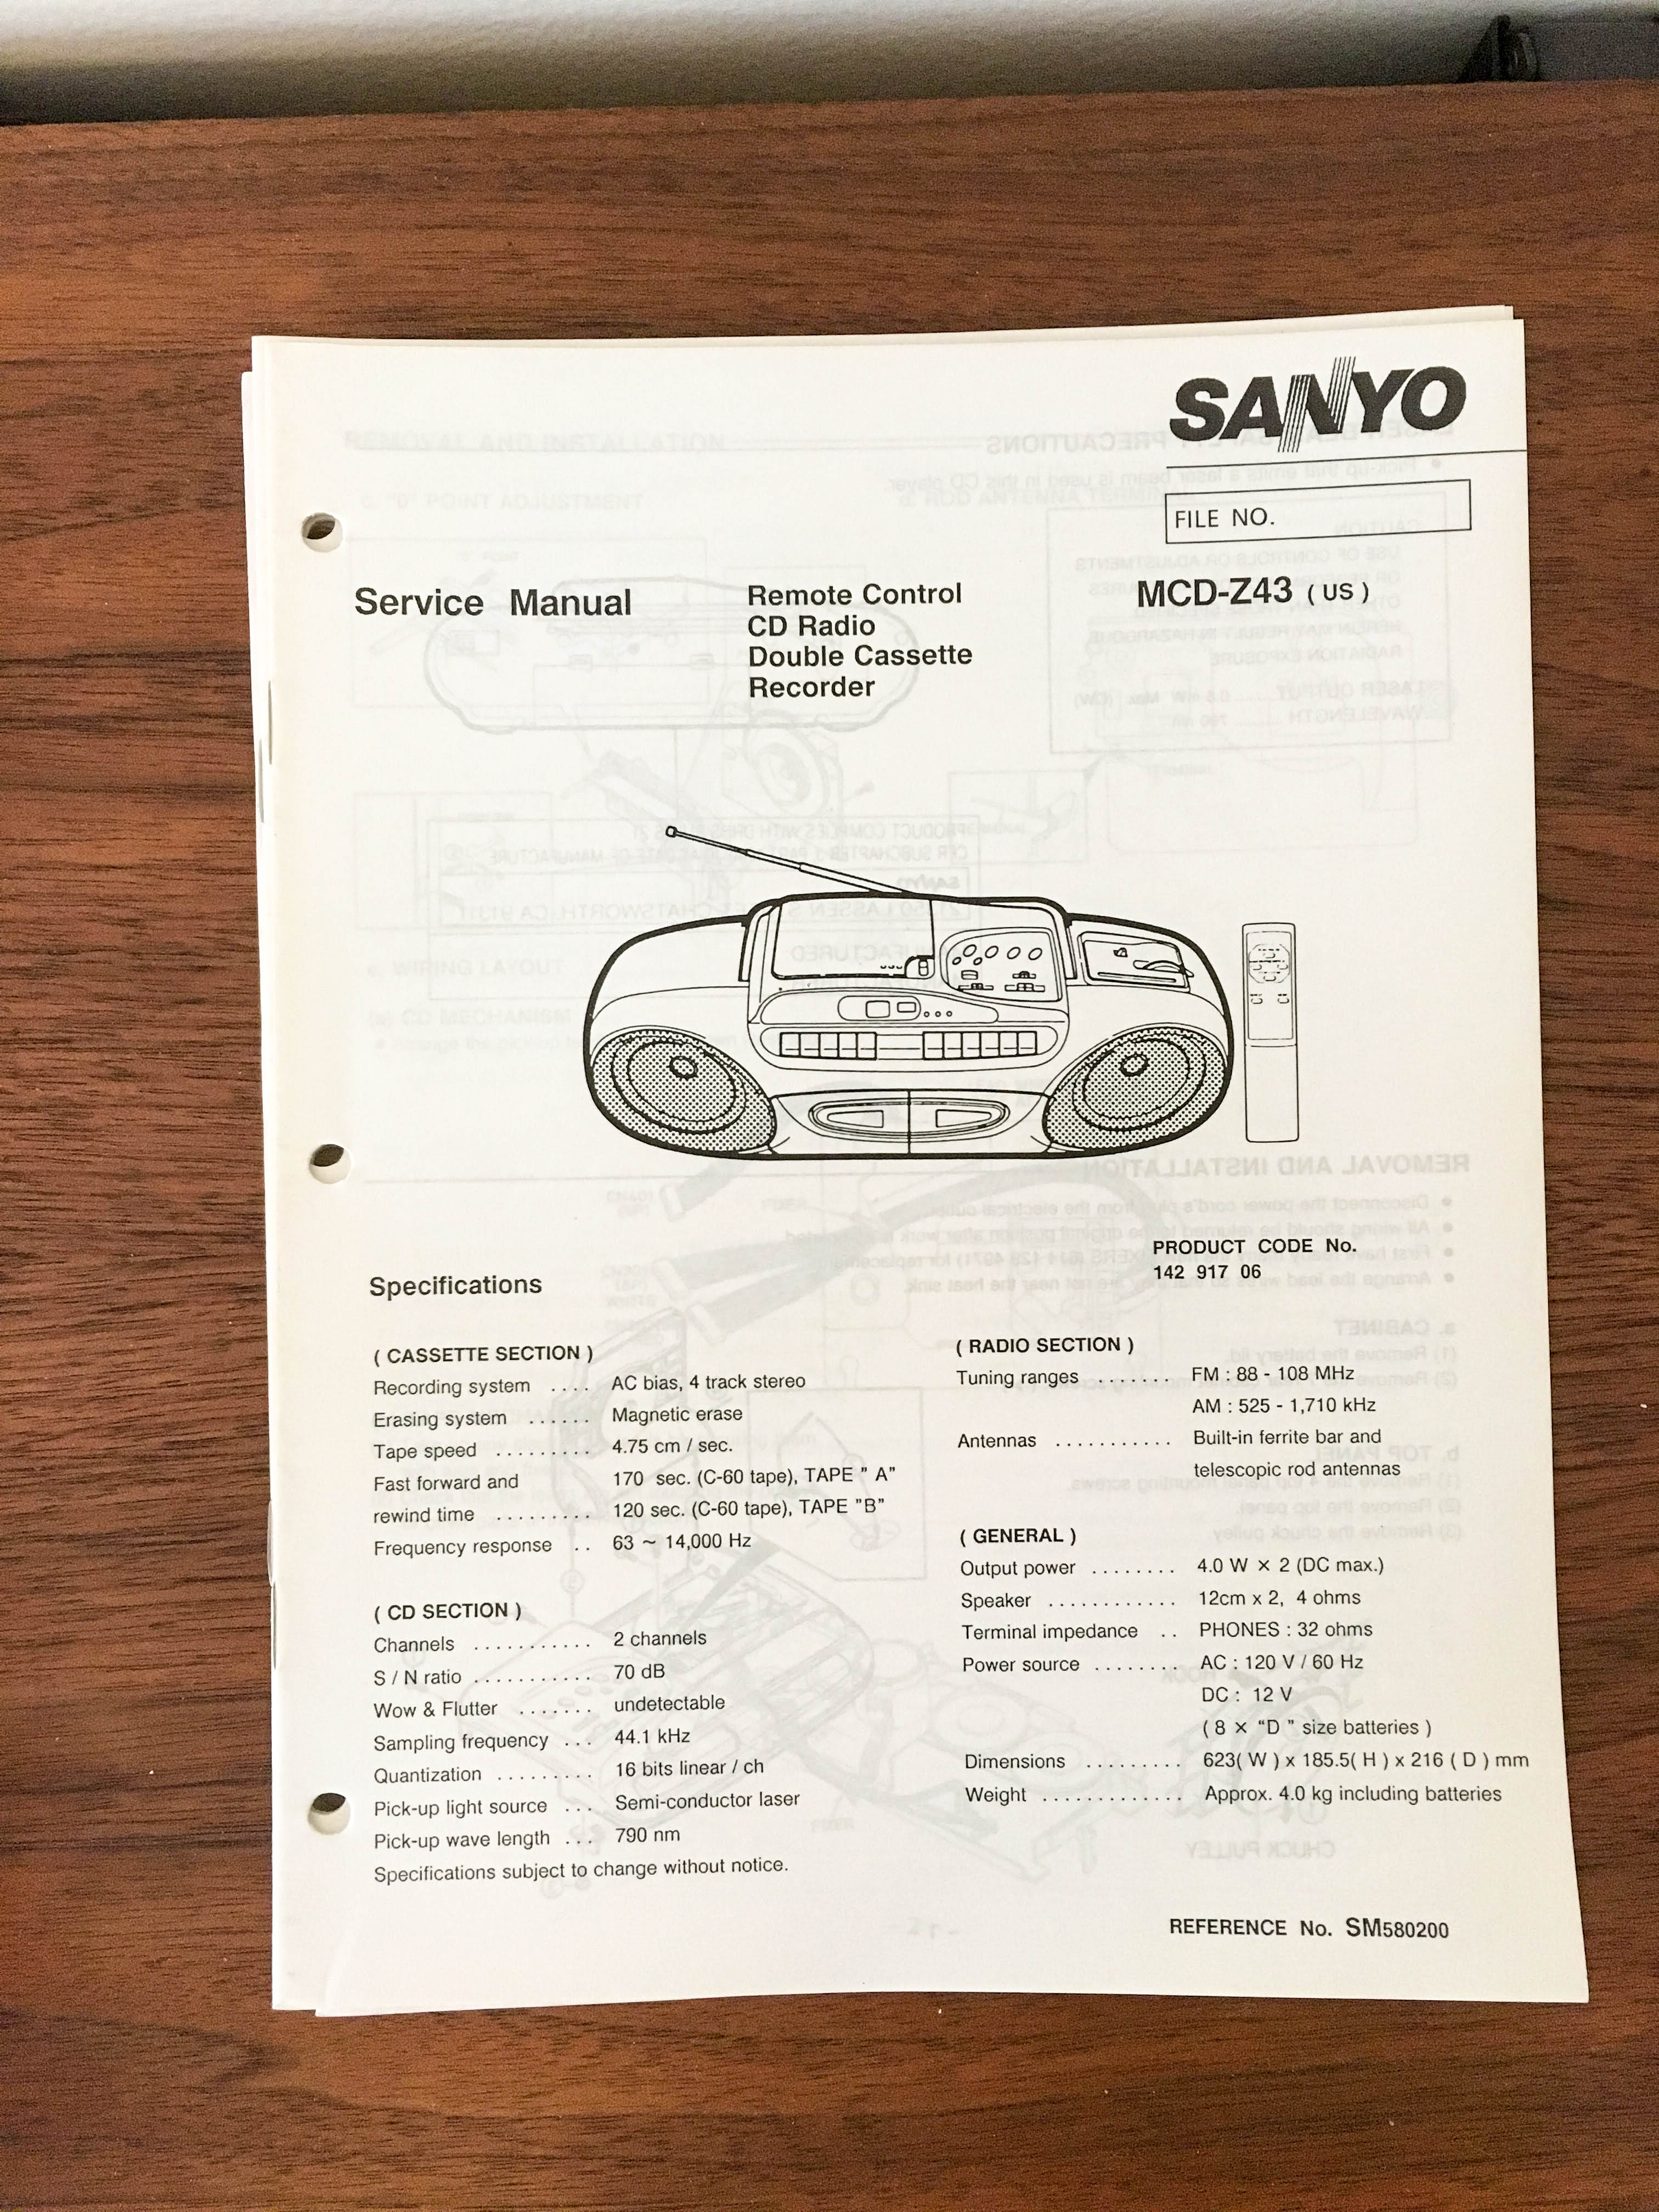 SANYO
FILE NO.
Service Manual
Remote Control
CD Radio
Double Cassette
Recorder
MCD-Z43 ( US )
PRODUCT CODE No.
142 917 06
Specifications
( CASSETTE SECTION )
Recording system .... AC bias, 4 track stereo
Erasing system ...... Magnetic erase
Tape speed ......... 4.75 cm / sec.
Fast forward and 170 sec. (C-60 tape), TAPE " A"
rewind time ......... 120 sec. (C-60 tape), TAPE "B"
Frequency response .. 63 ~ 14,000 Hz
( CD SECTION )
Channels ........... 2 channels
S / N ratio ........... 70 dB
Wow & Flutter ....... undetectable
Sampling frequency ... 44.1 kHz
Quantization ......... 16 bits linear / ch
Pick-up light source ... Semi-conductor laser
Pick-up wave length ... 790 nm
Specifications subject to change without notice.
( RADIO SECTION )
Tuning ranges ....... FM : 88 - 108 MHz
AM : 525 - 1,710 kHz
Antennas ........... Built-in ferrite bar and
telescopic rod antennas
( GENERAL )
Output power ........ 4.0 W × 2 (DC max.)
Speaker ............ 12cm x 2, 4 ohms
Terminal impedance .. PHONES : 32 ohms
Power source ........ AC : 120 V / 60 Hz
DC : 12 V
( 8 × “D ” size batteries )
Dimensions ......... 623( W ) x 185.5( H ) x 216 ( D ) mm
Weight ............. Approx. 4.0 kg including batteries
REFERENCE No. SM580200